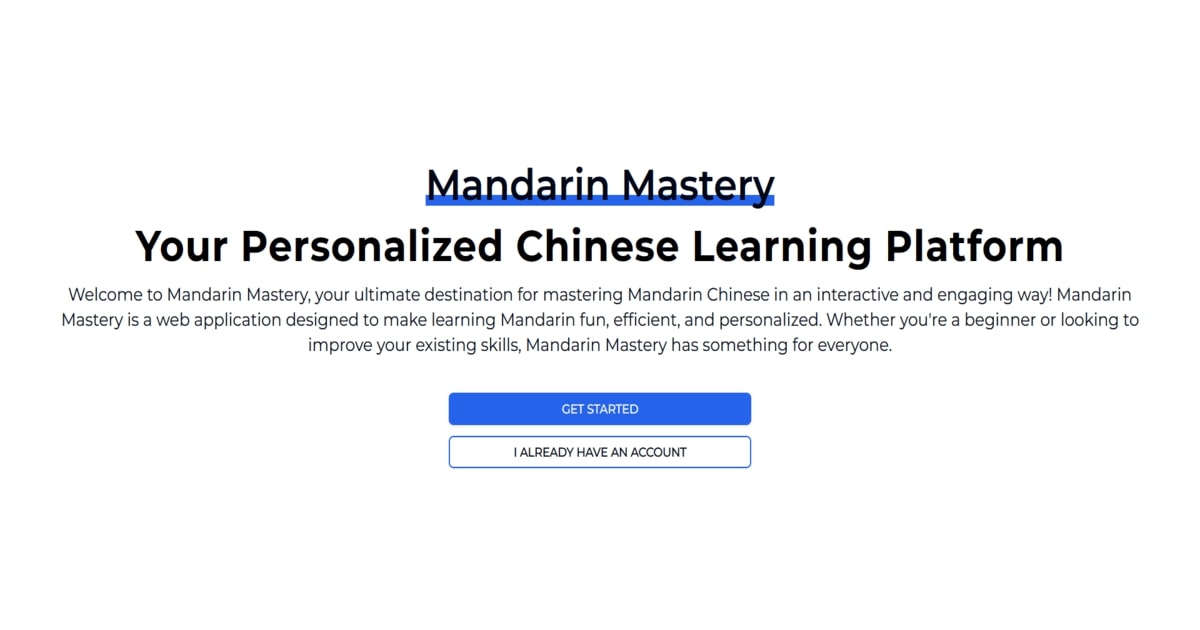 Mandarin Mastery
Your Personalized Chinese Learning Platform
Welcome to Mandarin Mastery, your ultimate destination for mastering Mandarin Chinese in an interactive and engaging way! Mandarin
Mastery is a web application designed to make learning Mandarin fun, efficient, and personalized. Whether you're a beginner or looking to
improve your existing skills, Mandarin Mastery has something for everyone.
GET STARTED
I ALREADY HAVE AN ACCOUNT